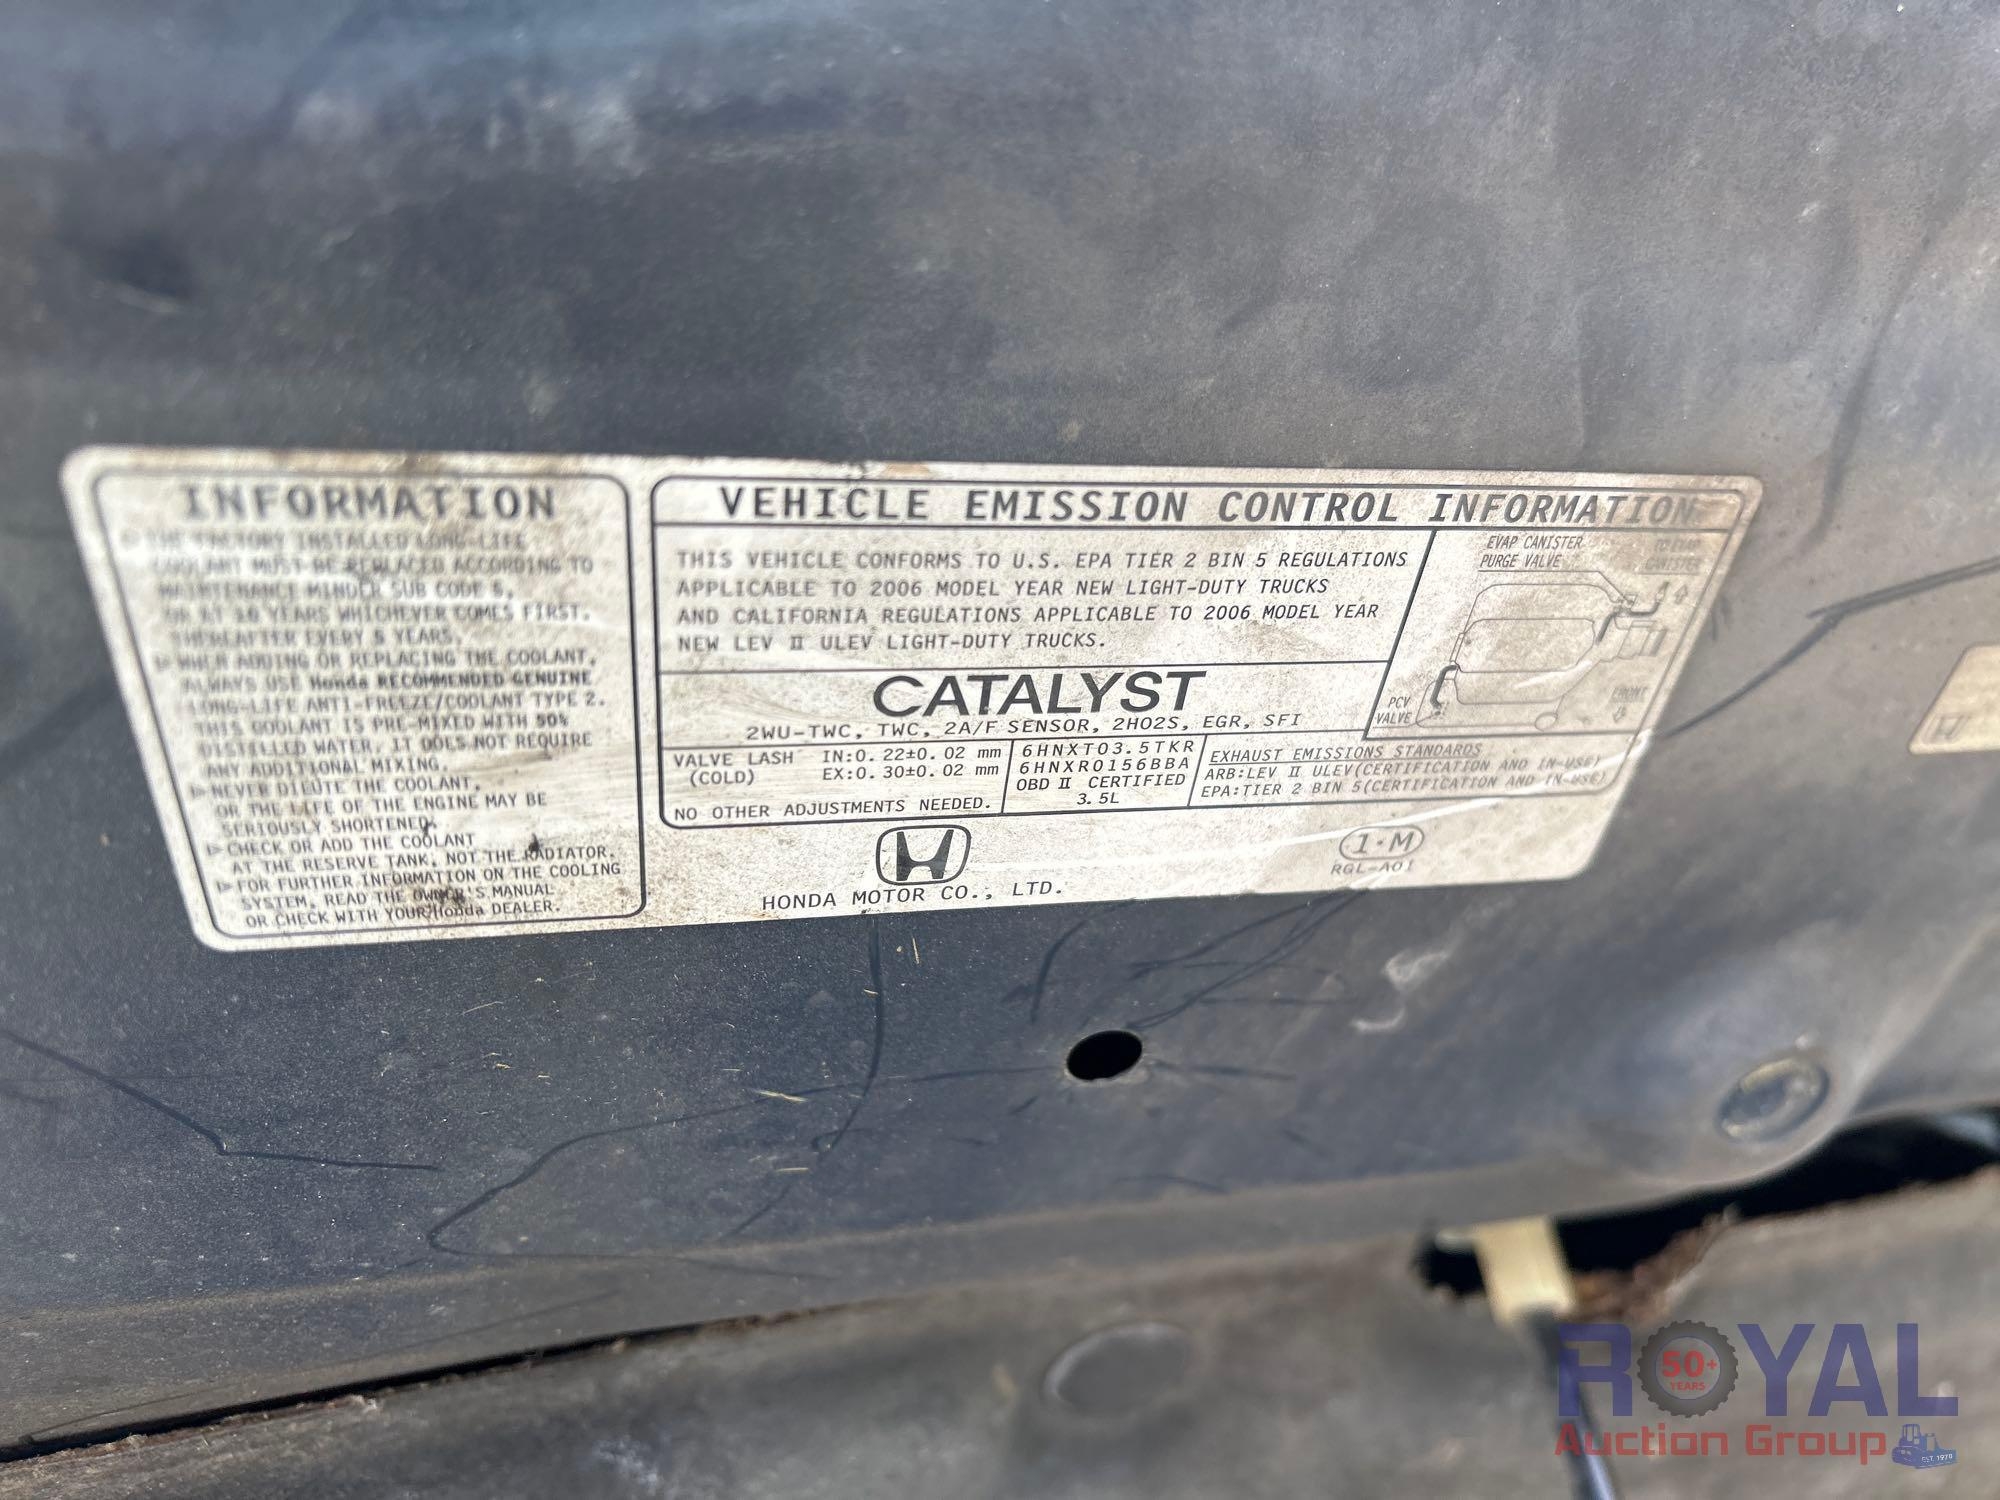 INFORMATION
▷ THE FACTORY INSTALLED LONG-LIFE
COOLANT MUST BE REPLACED ACCORDING TO
MAINTENANCE MINDER SUB CODE 5,
OR AT 10 YEARS WHICHEVER COMES FIRST.
THEREAFTER EVERY 5 YEARS.
▷ WHEN ADDING OR REPLACING THE COOLANT,
ALWAYS USE Honda RECOMMENDED GENUINE
LONG-LIFE ANTI-FREEZE/COOLANT TYPE 2.
THIS COOLANT IS PRE-MIXED WITH 50%
DISTILLED WATER, IT DOES NOT REQUIRE
ANY ADDITIONAL MIXING.
▷ NEVER DILUTE THE COOLANT,
OR THE LIFE OF THE ENGINE MAY BE
SERIOUSLY SHORTENED.
▷ CHECK OR ADD THE COOLANT
AT THE RESERVE TANK, NOT THE RADIATOR.
▷ FOR FURTHER INFORMATION ON THE COOLING
SYSTEM, READ THE OWNER'S MANUAL
OR CHECK WITH YOUR Honda DEALER.
VEHICLE EMISSION CONTROL INFORMATION
THIS VEHICLE CONFORMS TO U.S. EPA TIER 2 BIN 5 REGULATIONS
APPLICABLE TO 2006 MODEL YEAR NEW LIGHT-DUTY TRUCKS
AND CALIFORNIA REGULATIONS APPLICABLE TO 2006 MODEL YEAR
NEW LEV II ULEV LIGHT-DUTY TRUCKS.
EVAP CANISTER
PURGE VALVE
TO EVAP
CANISTER
PCV
VALVE
FRONT
CATALYST
2WU-TWC, TWC, 2A/F SENSOR, 2HO2S, EGR, SFI
VALVE LASH IN:0.22±0.02 mm
(COLD) EX:0.30±0.02 mm
NO OTHER ADJUSTMENTS NEEDED.
6HNXT03.5TKR
6HNXR0156BBA
OBD II CERTIFIED
3.5L
EXHAUST EMISSIONS STANDARDS
ARB:LEV II ULEV(CERTIFICATION AND IN-USE)
EPA:TIER 2 BIN 5(CERTIFICATION AND IN-USE)
HONDA MOTOR CO., LTD.
1·M
RGL-A01
ROYAL
50+
YEARS
Auction Group
EST. 1970